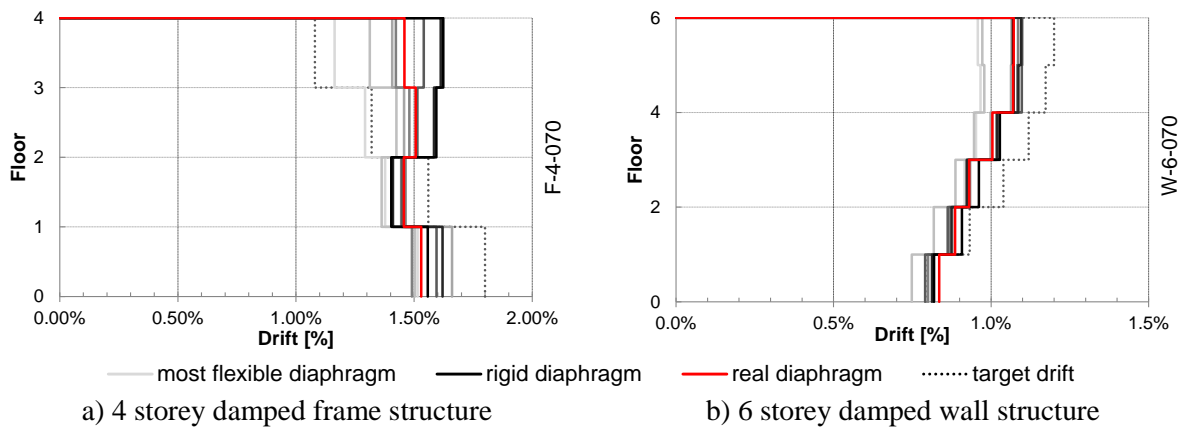 4
3
2
1
0
Floor
0.00%
0.50%
1.00%
1.50%
2.00%
Drift [%]
F-4-070
6
4
2
0
Floor
0.0%
0.5%
1.0%
1.5%
Drift [%]
W-6-070
most flexible diaphragm
rigid diaphragm
real diaphragm
target drift
a) 4 storey damped frame structure
b) 6 storey damped wall structure